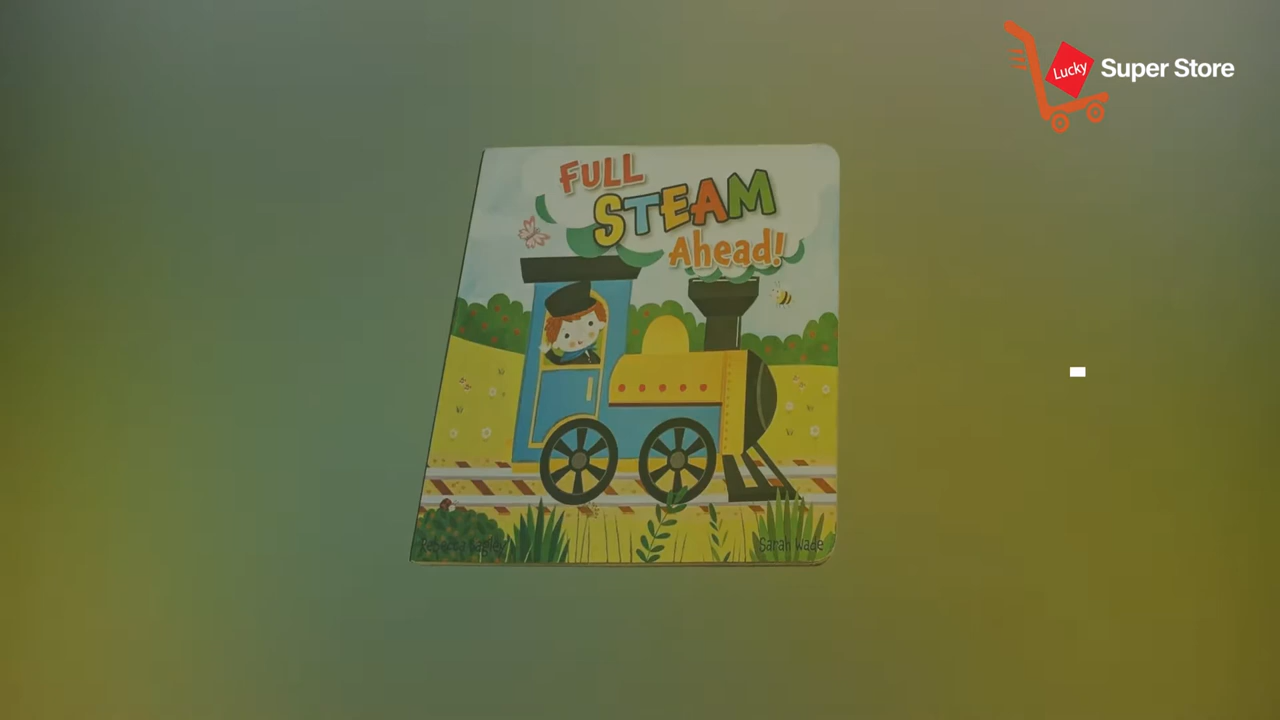 Lucky
Super Store
FULL
STEAM
Ahead!
Sarah Wade